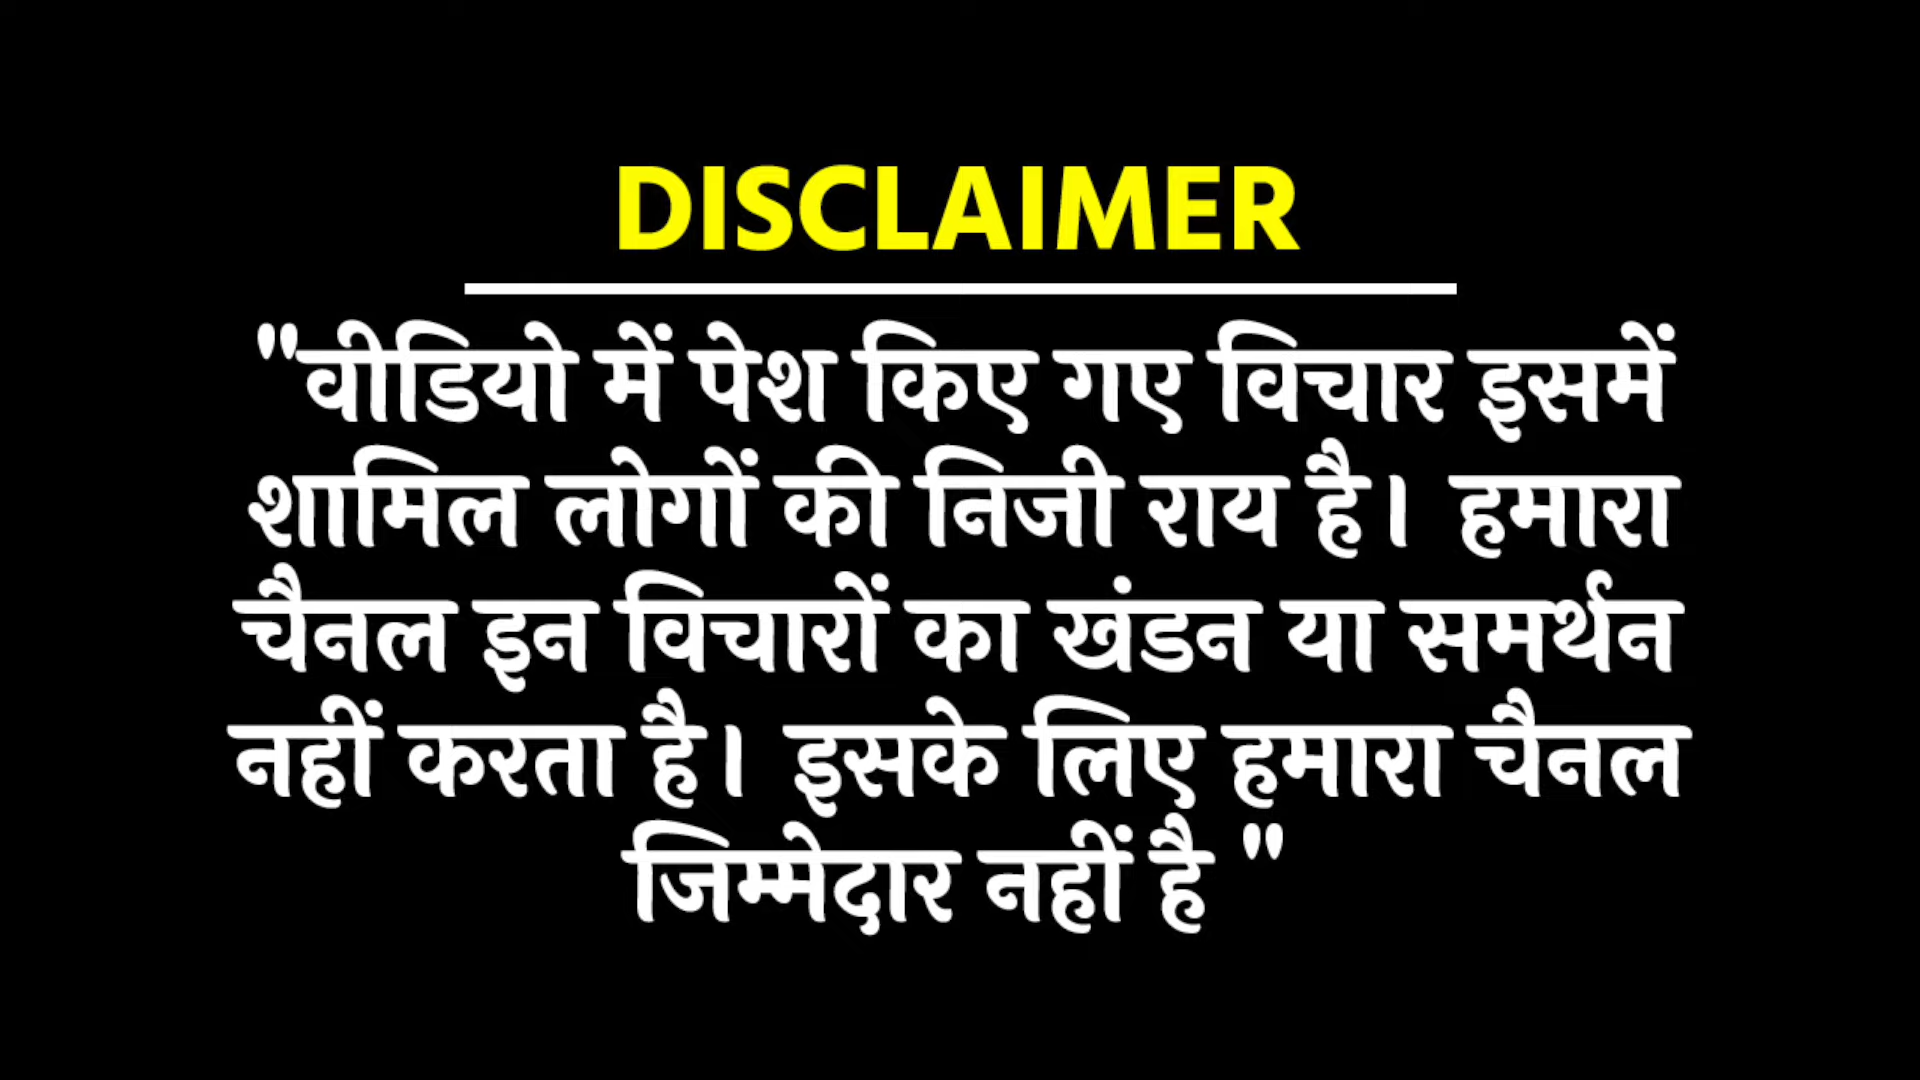 DISCLAIMER
"वीडियो में पेश किए गए विचार इसमें
शामिल लोगों की निजी राय है। हमारा
चैनल इन विचारों का खंडन या समर्थन
नहीं करता है। इसके लिए हमारा चैनल
जिम्मेदार नहीं है "